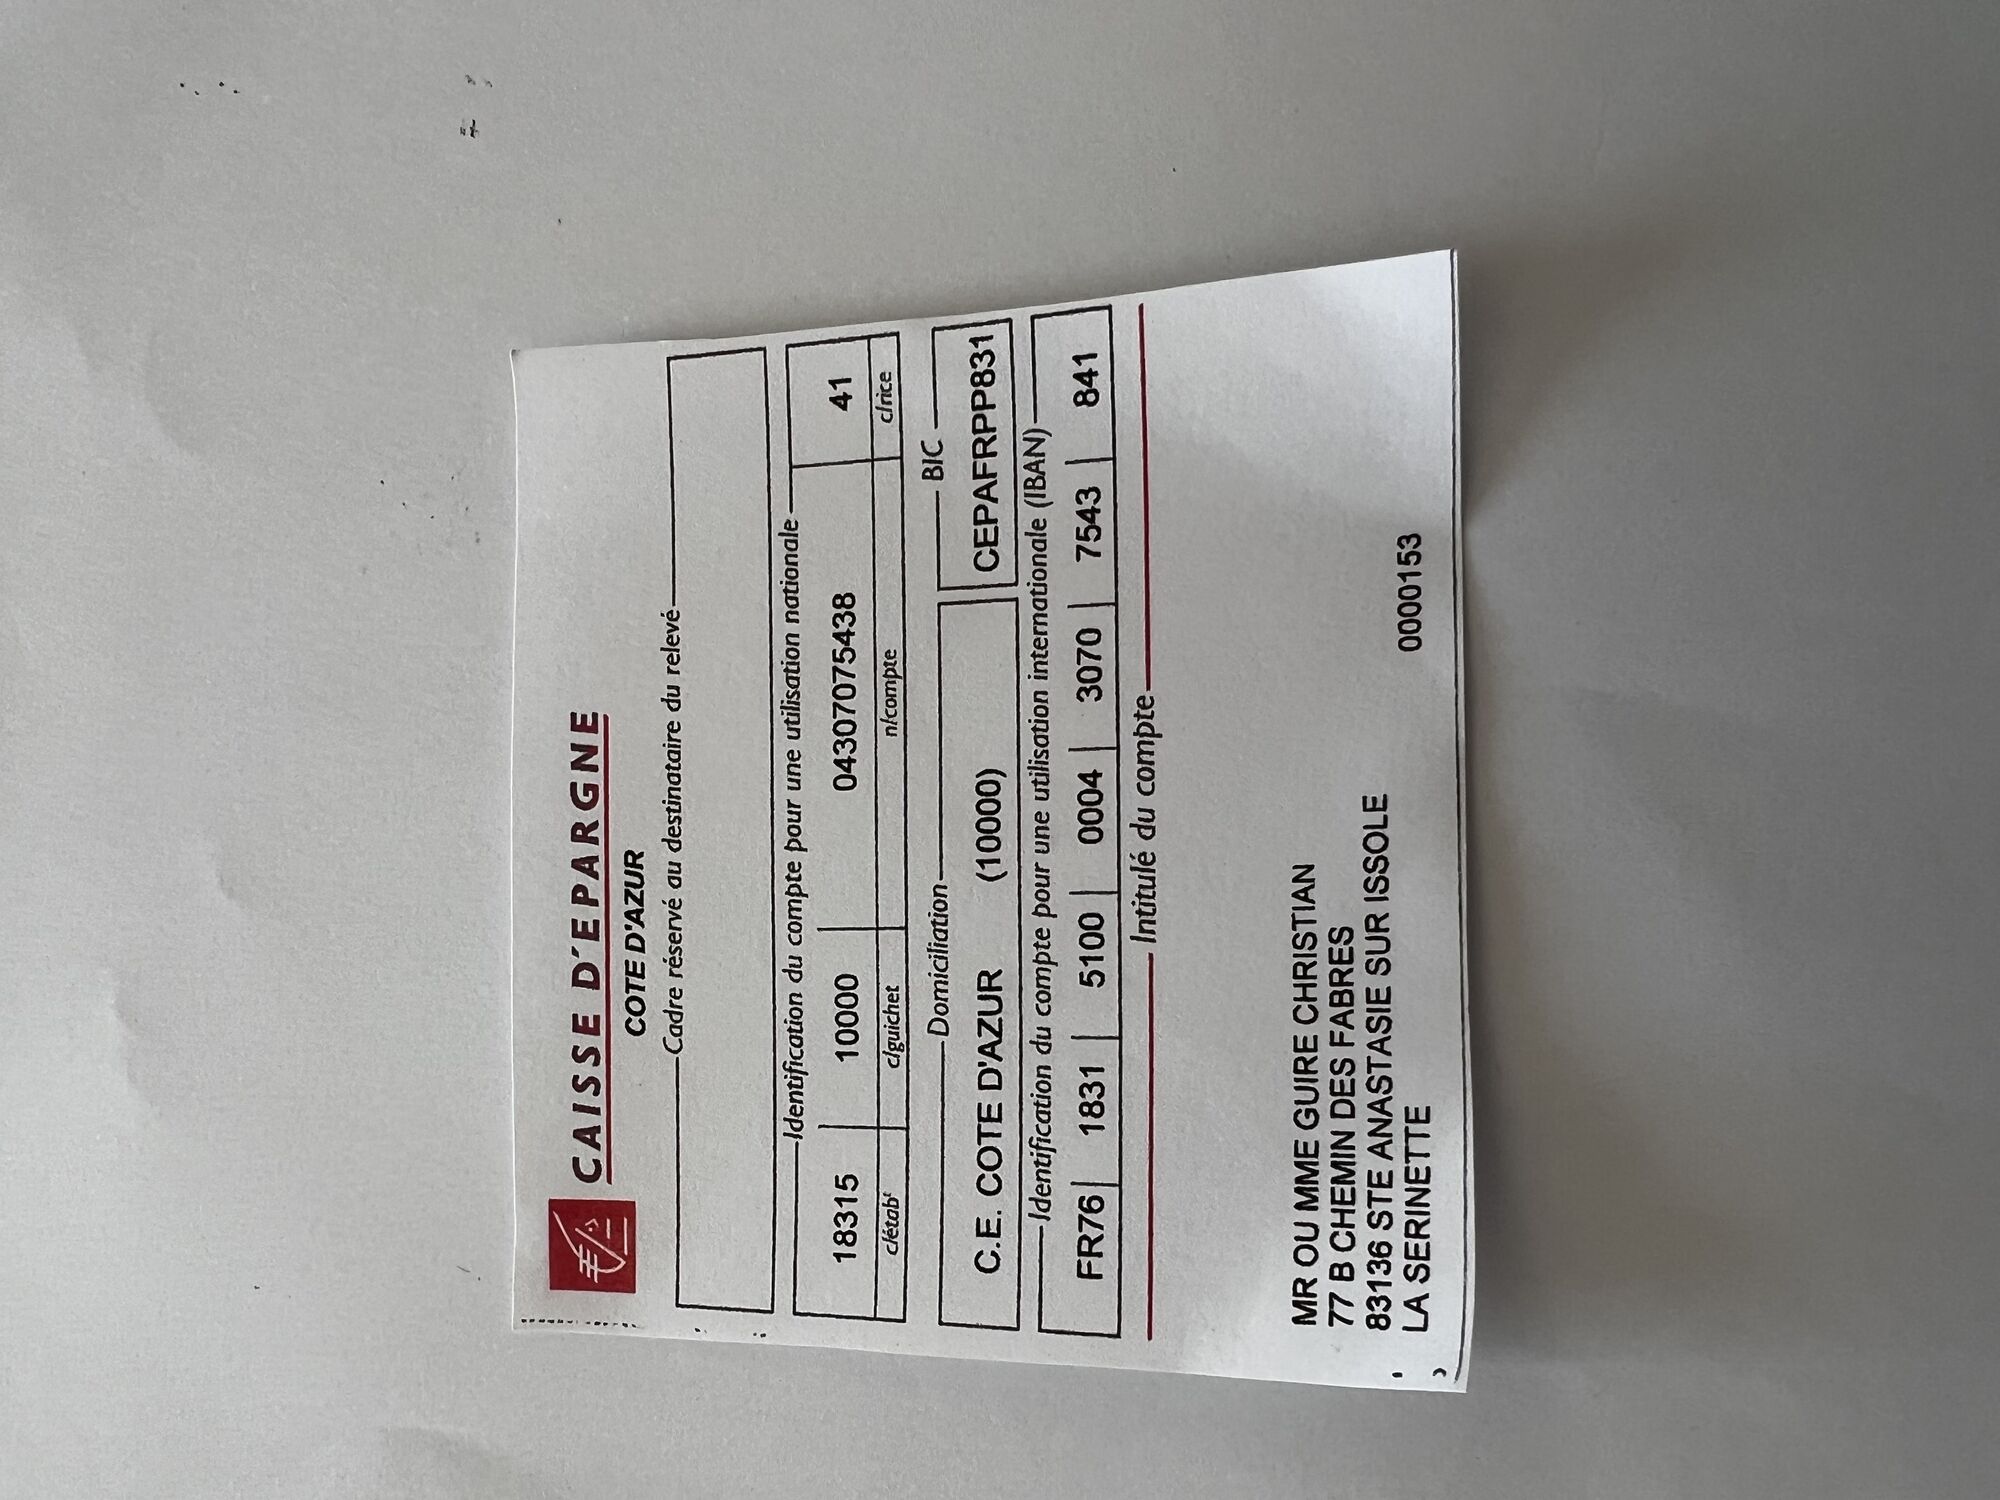 CAISSE D'EPARGNE
COTE D'AZUR
Cadre réservé au destinataire du relevé
Identification du compte pour une utilisation nationale
18315 10000 04307075438 41
c/étabt c/guichet n/compte c/rice
Domiciliation BIC
C.E. COTE D'AZUR (10000) CEPAFRPP831
Identification du compte pour une utilisation internationale (IBAN)
FR76 1831 5100 0004 3070 7543 841
Intitulé du compte
MR OU MME GUIRE CHRISTIAN
77 B CHEMIN DES FABRES
83136 STE ANASTASIE SUR ISSOLE
LA SERINETTE 0000153